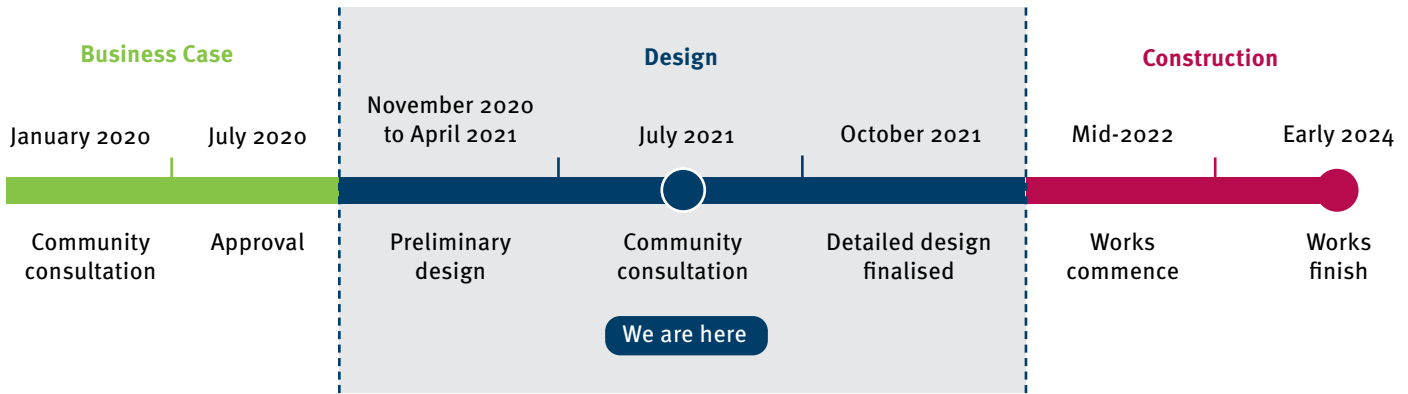 Business Case
Design
Construction
January 2020
July 2020
November 2020
to April 2021
July 2021
October 2021
Mid-2022
Early 2024
Community
consultation
Approval
Preliminary
design
Community
consultation
Detailed design
finalised
Works
commence
Works
finish
We are here